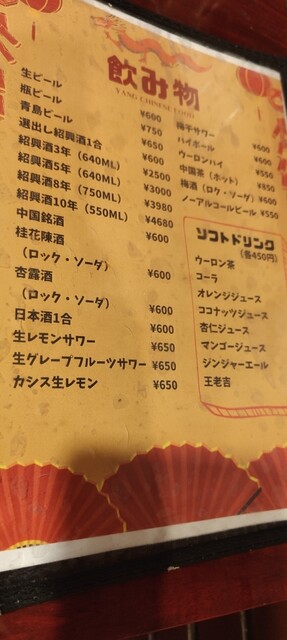 飲み物
YANG CHINESE FOOD
生ビール ¥600
瓶ビール ¥750
青島ビール ¥650
選出し紹興酒1合 ¥600
紹興酒3年（640ML） ¥2500
紹興酒5年（640ML） ¥3000
紹興酒8年（750ML） ¥3980
紹興酒10年（550ML） ¥4680
中国銘酒 ¥600
桂花陳酒
（ロック・ソーダ） ¥600
杏露酒
（ロック・ソーダ） ¥600
日本酒1合 ¥600
生レモンサワー ¥650
生グレープフルーツサワー ¥650
カシス生レモン ¥650
梅干サワー ¥600
ハイボール ¥600
ウーロンハイ ¥550
中国茶（ホット） ¥850
梅酒（ロク・ソーダ） ¥600
ノーアルコールビール ¥550
ソフトドリンク
（各450円）
ウーロン茶
コーラ
オレンジジュース
ココナッツジュース
杏仁ジュース
マンゴージュース
ジンジャーエール
王老吉